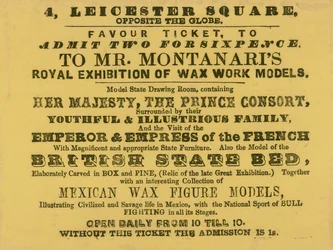 4, LEICESTER SQUARE,
OPPOSITE THE GLOBE.
FAVOUR TICKET, TO
ADMIT TWO FOR SIXPENCE,
TO MR. MONTANARI'S
ROYAL EXHIBITION OF WAX WORK MODELS.
Model State Drawing Room, containing
HER MAJESTY, THE PRINCE CONSORT,
Surrounded by their
YOUTHFUL & ILLUSTRIOUS FAMILY,
And the Visit of the
EMPEROR & EMPRESS of the FRENCH
With Magnificent and appropriate State Furniture. Also the Model of the
BRITISH STATE BED,
Elaborately Carved in BOX and PINE, (Relic of the late Great Exhibition.) Together
with an interesting Collection of
MEXICAN WAX FIGURE MODELS,
Illustrating Civilized and Savage life in Mexico, with the National Sport of BULL
FIGHTING in all its Stages.
OPEN DAILY FROM 10 TILL 10.
WITHOUT THIS TICKET THE ADMISSION IS 1s.